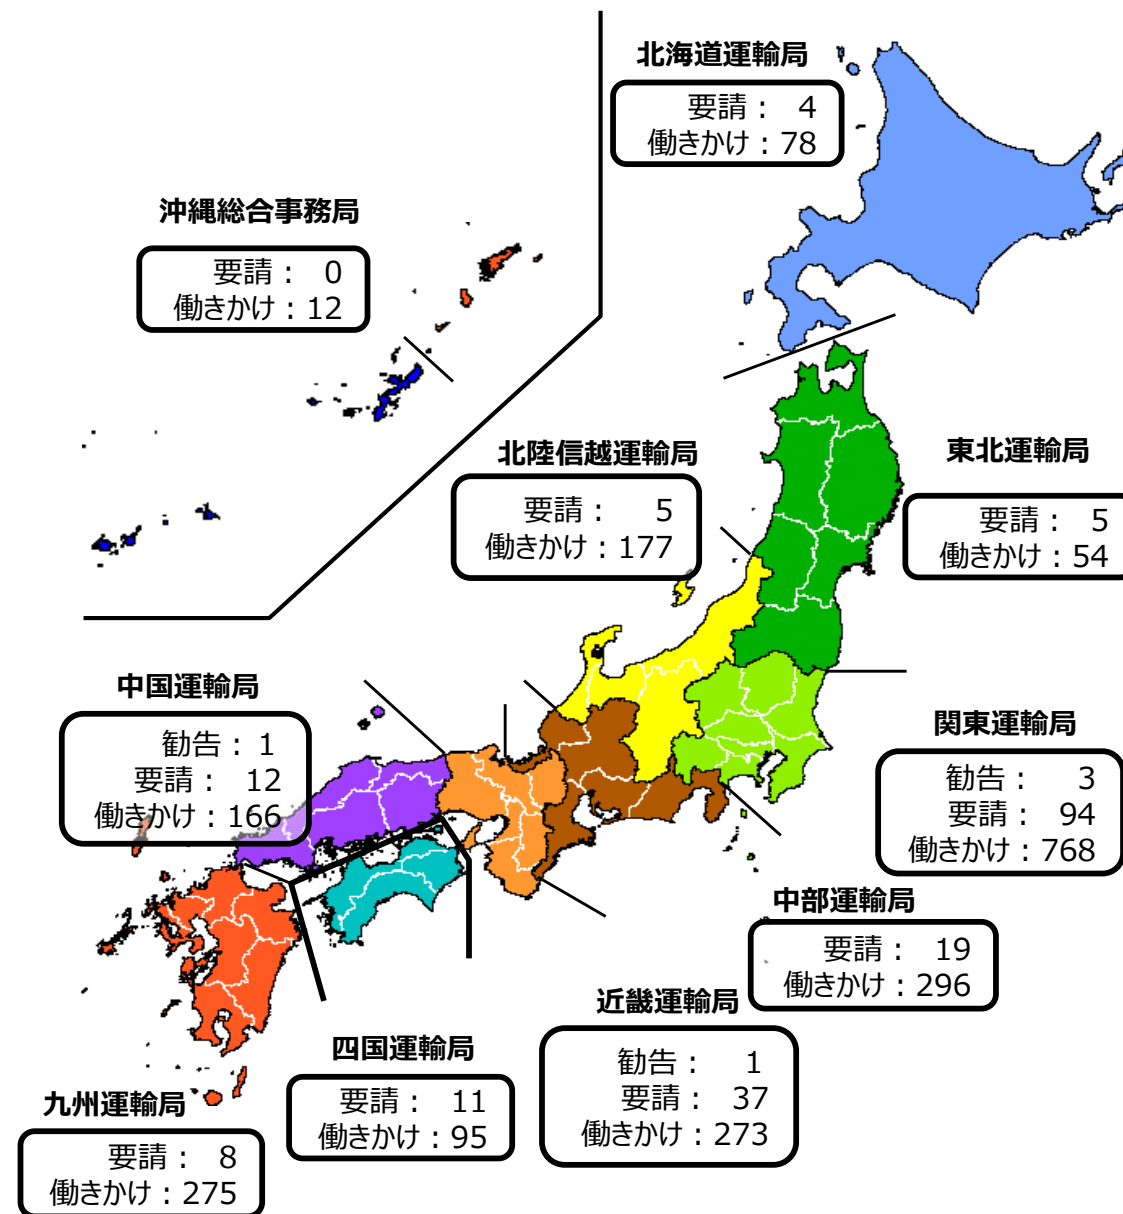 北海道運輸局
要請： 4
働きかけ：78
沖縄総合事務局
要請： 0
働きかけ：12
北陸信越運輸局
要請： 5
働きかけ：177
東北運輸局
要請： 5
働きかけ：54
中国運輸局
勧告：1
要請： 12
働きかけ：166
関東運輸局
勧告： 3
要請： 94
働きかけ：768
中部運輸局
要請： 19
働きかけ：296
近畿運輸局
勧告： 1
要請： 37
働きかけ：273
四国運輸局
要請： 11
働きかけ：95
九州運輸局
要請： 8
働きかけ：275